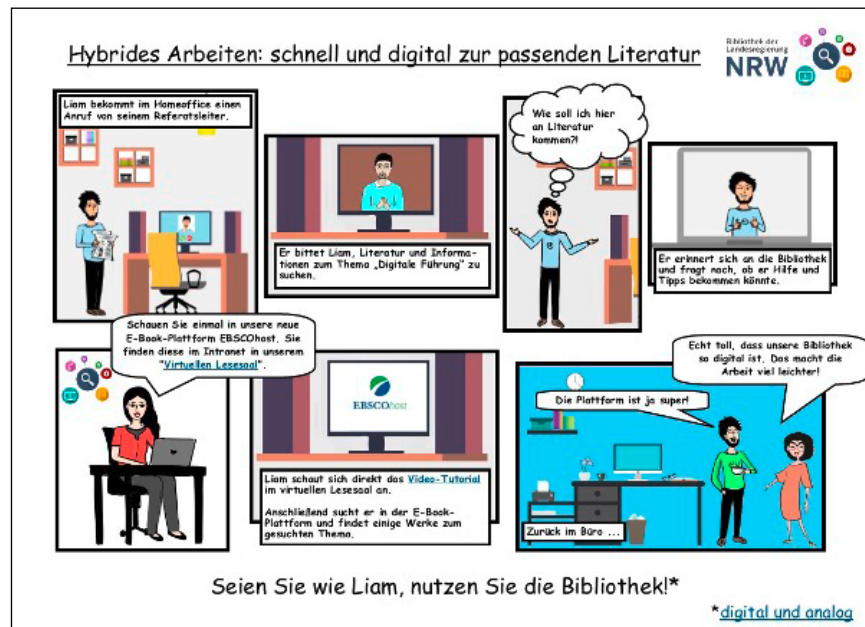 Hybrides Arbeiten: schnell und digital zur passenden Literatur
Bibliothek der
Landesregierung
NRW
Liam bekommt im Homeoffice einen
Anruf von seinem Referatsleiter.
Er bittet Liam, Literatur und Informa-
tionen zum Thema „Digitale Führung" zu
suchen.
Wie soll ich hier
an Literatur
kommen?!
Er erinnert sich an die Bibliothek
und fragt nach, ob er Hilfe und
Tipps bekommen könnte.
Schauen Sie einmal in unsere neue
E-Book-Plattform EBSCOhost. Sie
finden diese im Intranet in unserem
"Virtuellen Lesesaal".
EBSCOhost
Liam schaut sich direkt das Video-Tutorial
im virtuellen Lesesaal an.
Anschließend sucht er in der E-Book-
Plattform und findet einige Werke zum
gesuchten Thema.
Die Plattform ist ja super!
Echt toll, dass unsere Bibliothek
so digital ist. Das macht die
Arbeit viel leichter!
Zurück im Büro ...
Seien Sie wie Liam, nutzen Sie die Bibliothek!*
*digital und analog